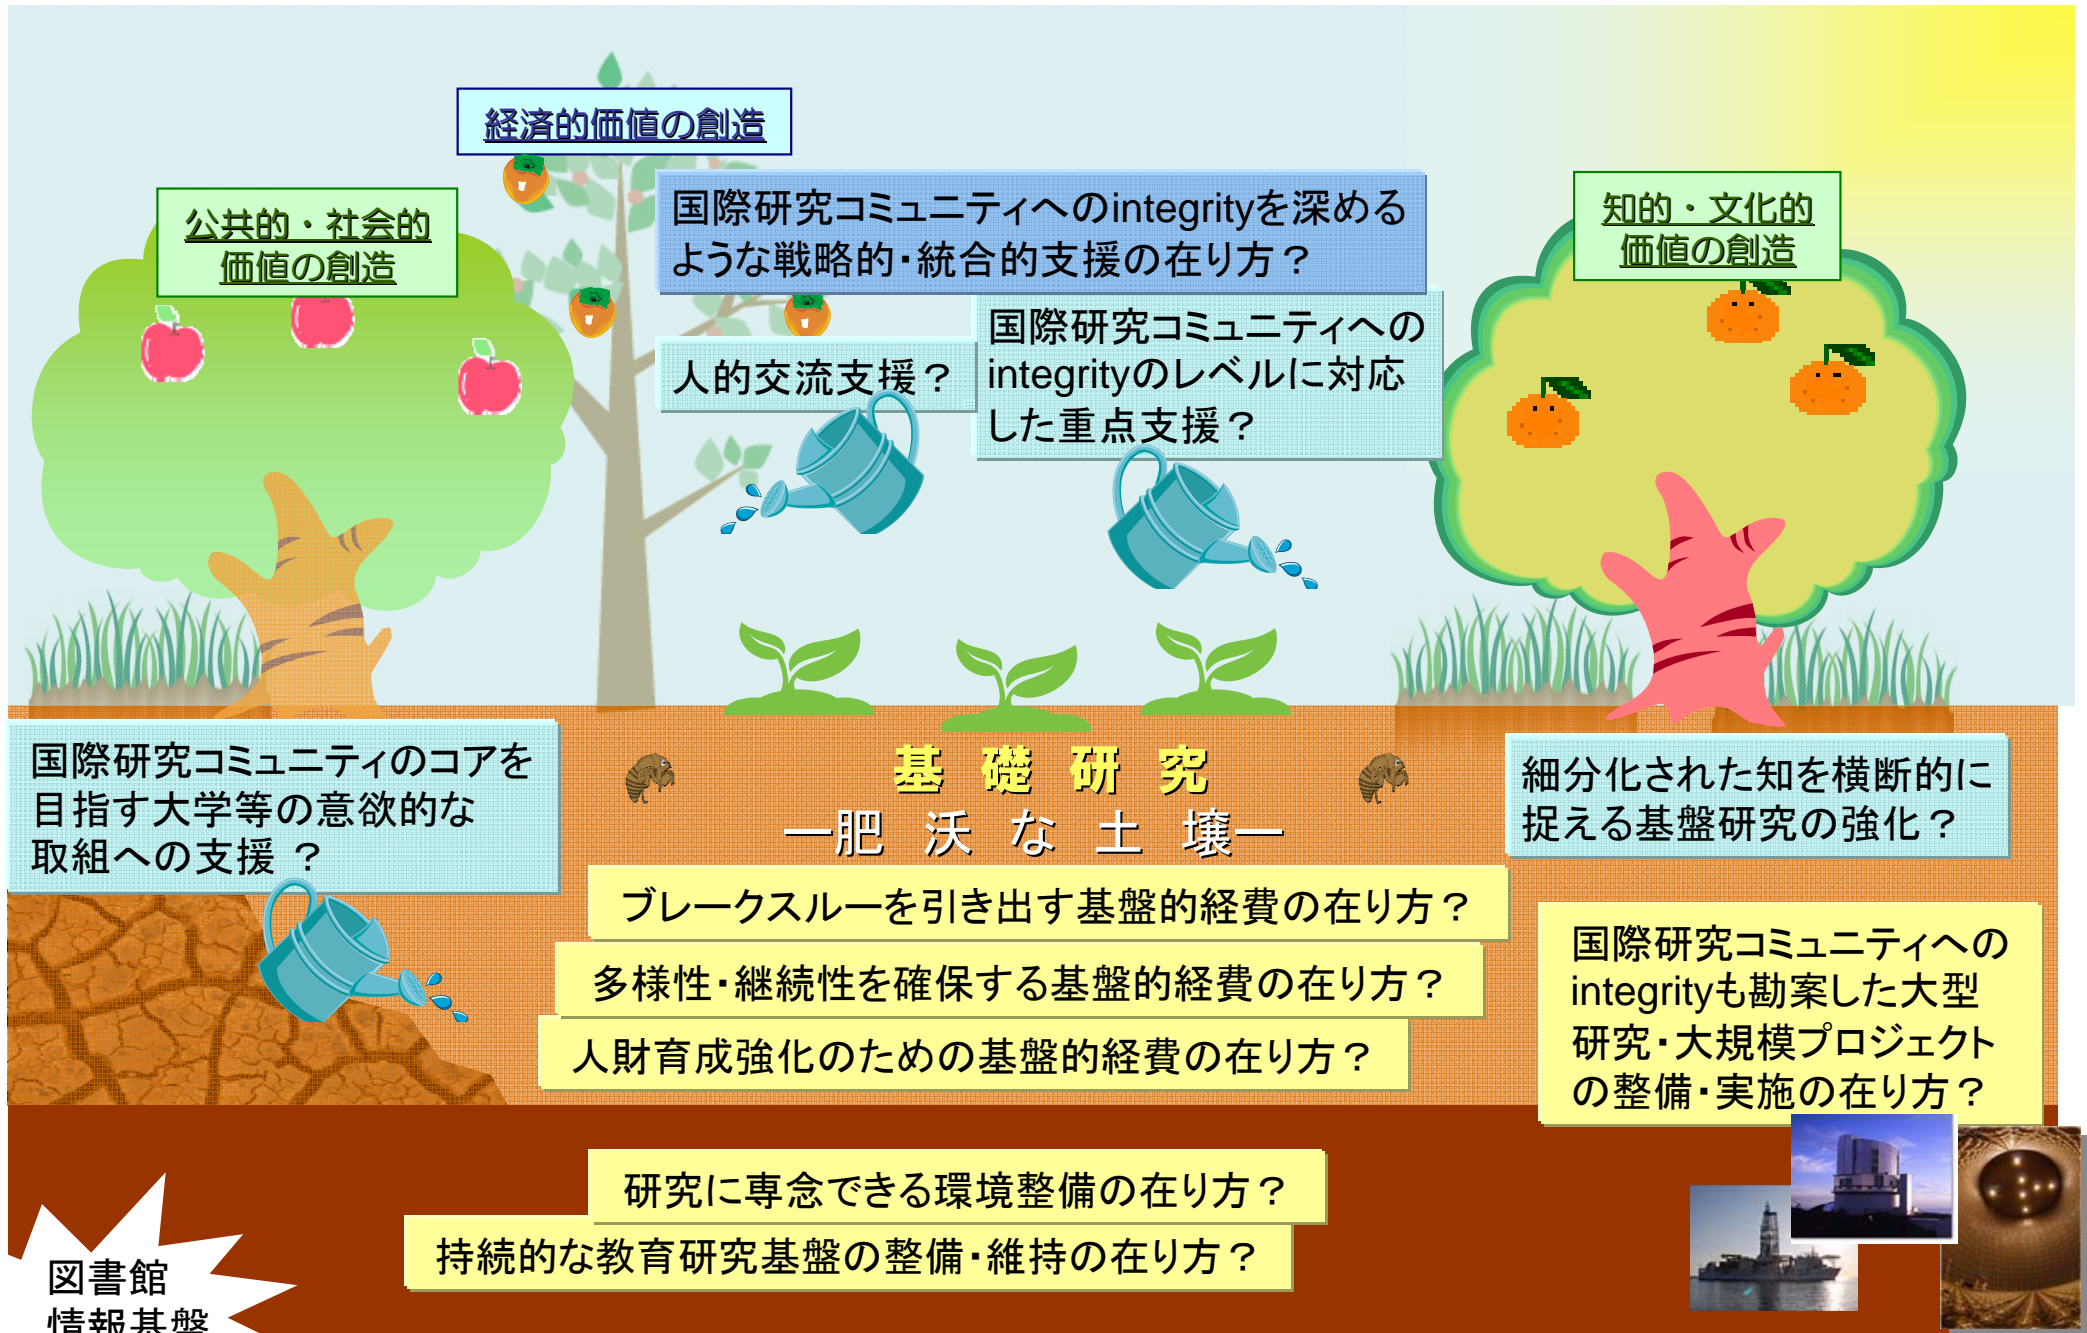 経済的価値の創造
公共的・社会的
価値の創造
国際研究コミュニティへのintegrityを深める
ような戦略的・統合的支援の在り方？
知的・文化的
価値の創造
人的交流支援？
国際研究コミュニティへの
integrityのレベルに対応
した重点支援？
国際研究コミュニティのコアを
目指す大学等の意欲的な
取組への支援 ？
基 礎 研 究
―肥 沃 な 土 壌―
細分化された知を横断的に
捉える基盤研究の強化？
ブレークスルーを引き出す基盤的経費の在り方？
多様性・継続性を確保する基盤的経費の在り方？
人財育成強化のための基盤的経費の在り方？
国際研究コミュニティへの
integrityも勘案した大型
研究・大規模プロジェクト
の整備・実施の在り方？
研究に専念できる環境整備の在り方？
持続的な教育研究基盤の整備・維持の在り方？
図書館
情報基盤